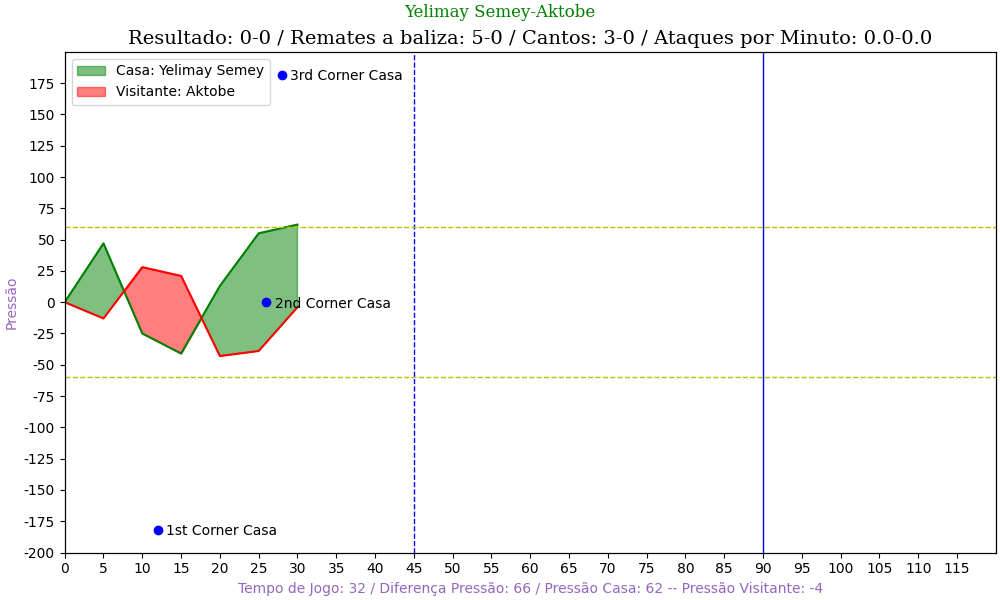 Yelimay Semey-Aktobe
Resultado: 0-0 / Remates a baliza: 5-0 / Cantos: 3-0 / Ataques por Minuto: 0.0-0.0
Casa: Yelimay Semey
Visitante: Aktobe
3rd Corner Casa
2nd Corner Casa
1st Corner Casa
Pressão
175
150
125
100
75
50
25
0
-25
-50
-75
-100
-125
-150
-175
-200
0 5 10 15 20 25 30 35 40 45 50 55 60 65 70 75 80 85 90 95 100 105 110 115
Tempo de Jogo: 32 / Diferença Pressão: 66 / Pressão Casa: 62 -- Pressão Visitante: -4